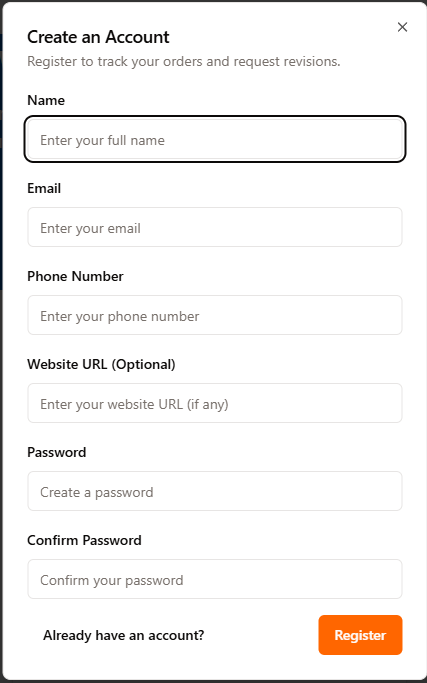 Create an Account
Register to track your orders and request revisions.
Name
Enter your full name
Email
Enter your email
Phone Number
Enter your phone number
Website URL (Optional)
Enter your website URL (if any)
Password
Create a password
Confirm Password
Confirm your password
Already have an account?
Register